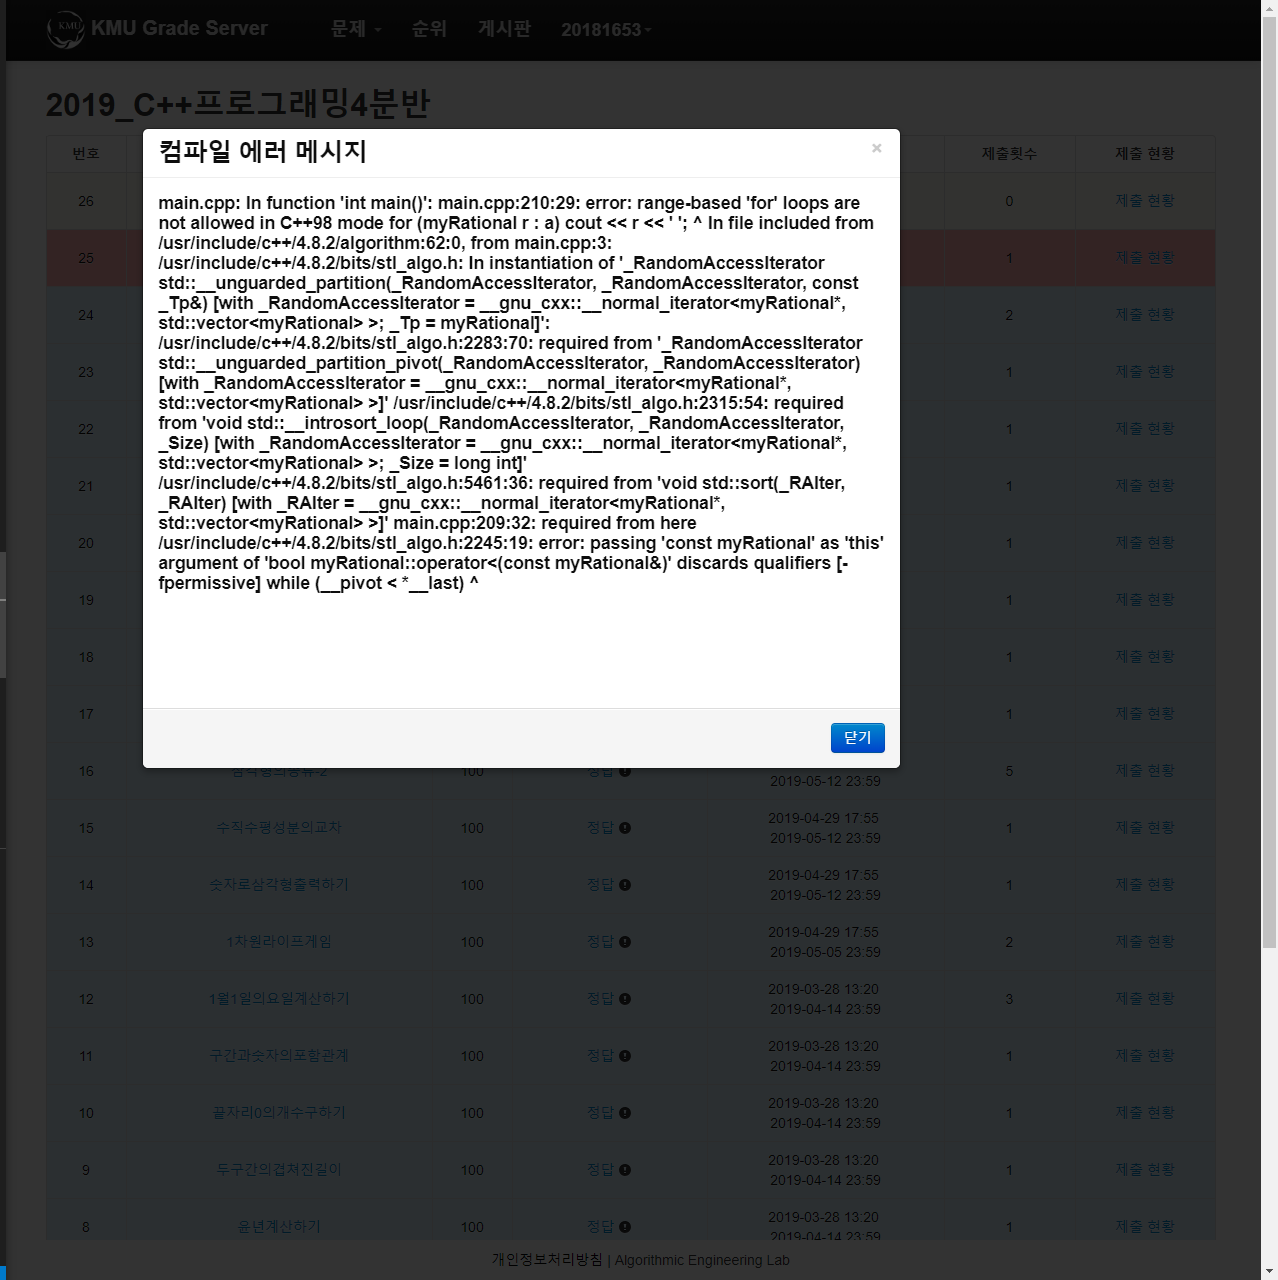 KMU
KMU Grade Server
문제
순위
게시판
20181653
2019_C++프로그래밍4분반
번호
제출횟수
제출 현황
컴파일 에러 메시지
×
main.cpp: In function 'int main()': main.cpp:210:29: error: range-based 'for' loops are
not allowed in C++98 mode for (myRational r : a) cout << r << ' '; ^ In file included from
/usr/include/c++/4.8.2/algorithm:62:0, from main.cpp:3:
/usr/include/c++/4.8.2/bits/stl_algo.h: In instantiation of '_RandomAccessIterator
std::__unguarded_partition(_RandomAccessIterator, _RandomAccessIterator, const
_Tp&) [with _RandomAccessIterator = __gnu_cxx::__normal_iterator<myRational*,
std::vector<myRational> >; _Tp = myRational]':
/usr/include/c++/4.8.2/bits/stl_algo.h:2283:70: required from '_RandomAccessIterator
std::__unguarded_partition_pivot(_RandomAccessIterator, _RandomAccessIterator)
[with _RandomAccessIterator = __gnu_cxx::__normal_iterator<myRational*,
std::vector<myRational> >]' /usr/include/c++/4.8.2/bits/stl_algo.h:2315:54: required
from 'void std::__introsort_loop(_RandomAccessIterator, _RandomAccessIterator,
_Size) [with _RandomAccessIterator = __gnu_cxx::__normal_iterator<myRational*,
std::vector<myRational> >; _Size = long int]'
/usr/include/c++/4.8.2/bits/stl_algo.h:5461:36: required from 'void std::sort(_RAIter,
_RAIter) [with _RAIter = __gnu_cxx::__normal_iterator<myRational*,
std::vector<myRational> >]' main.cpp:209:32: required from here
/usr/include/c++/4.8.2/bits/stl_algo.h:2245:19: error: passing 'const myRational' as 'this'
argument of 'bool myRational::operator<(const myRational&)' discards qualifiers [-
fpermissive] while (__pivot < *__last) ^
닫기
26 0 제출 현황
25 1 제출 현황
24 2 제출 현황
23 1 제출 현황
22 1 제출 현황
21 1 제출 현황
20 1 제출 현황
19 1 제출 현황
18 1 제출 현황
17 1 제출 현황
16 삼각형의종류-2 100 정답 2019-05-12 23:59 5 제출 현황
15 수직수평성분의교차 100 정답 2019-04-29 17:55
2019-05-12 23:59 1 제출 현황
14 숫자로삼각형출력하기 100 정답 2019-04-29 17:55
2019-05-12 23:59 1 제출 현황
13 1차원라이프게임 100 정답 2019-04-29 17:55
2019-05-05 23:59 2 제출 현황
12 1월1일의요일계산하기 100 정답 2019-03-28 13:20
2019-04-14 23:59 3 제출 현황
11 구간과숫자의포함관계 100 정답 2019-03-28 13:20
2019-04-14 23:59 1 제출 현황
10 끝자리0의개수구하기 100 정답 2019-03-28 13:20
2019-04-14 23:59 1 제출 현황
9 두구간의겹쳐진길이 100 정답 2019-03-28 13:20
2019-04-14 23:59 1 제출 현황
8 윤년계산하기 100 정답 2019-03-28 13:20
2019-04-14 23:59 1 제출 현황
개인정보처리방침 | Algorithmic Engineering Lab